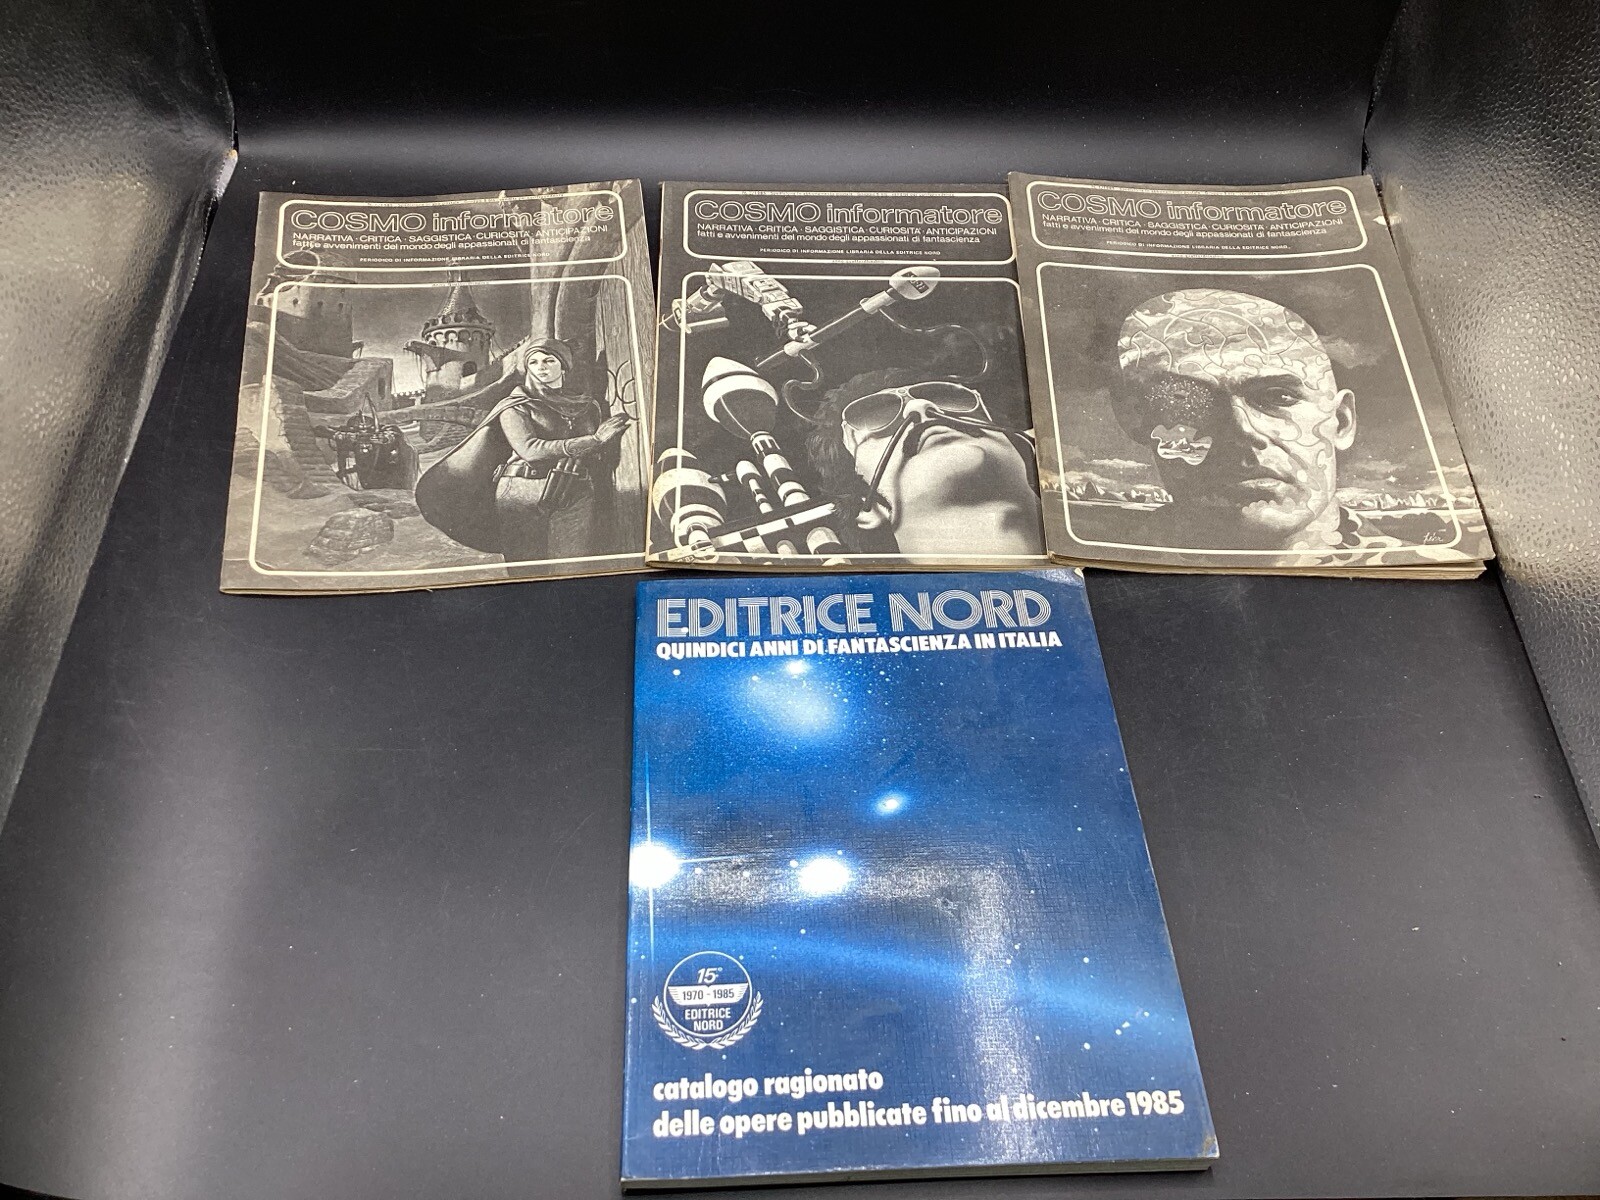 COSMO informatore
NARRATIVA · CRITICA · SAGGISTICA · CURIOSITA' · ANTICIPAZIONI
fatti e avvenimenti del mondo degli appassionati di fantascienza
PERIODICO DI INFORMAZIONE LIBRARIA DELLA EDITRICE NORD
COSMO informatore
NARRATIVA · CRITICA · SAGGISTICA · CURIOSITA' · ANTICIPAZIONI
fatti e avvenimenti del mondo degli appassionati di fantascienza
PERIODICO DI INFORMAZIONE LIBRARIA DELLA EDITRICE NORD
COSMO informatore
NARRATIVA · CRITICA · SAGGISTICA · CURIOSITA' · ANTICIPAZIONI
fatti e avvenimenti del mondo degli appassionati di fantascienza
PERIODICO DI INFORMAZIONE LIBRARIA DELLA EDITRICE NORD
EDITRICE NORD
QUINDICI ANNI DI FANTASCIENZA IN ITALIA
15°
1970-1985
EDITRICE
NORD
catalogo ragionato
delle opere pubblicate fino al dicembre 1985